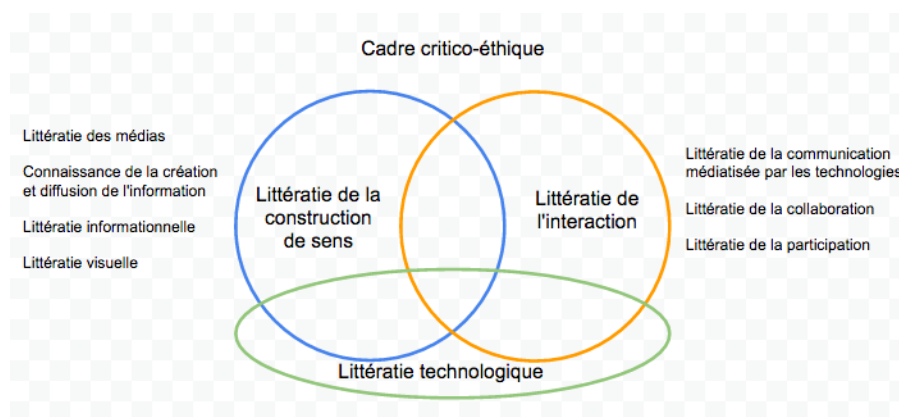 Cadre critico-éthique
Littératie des médias
Connaissance de la création
et diffusion de l'information
Littératie informationnelle
Littératie visuelle
Littératie de la
construction
de sens
Littératie de
l'interaction
Littératie de la communication
médiatisée par les technologies
Littératie de la collaboration
Littératie de la participation
Littératie technologique